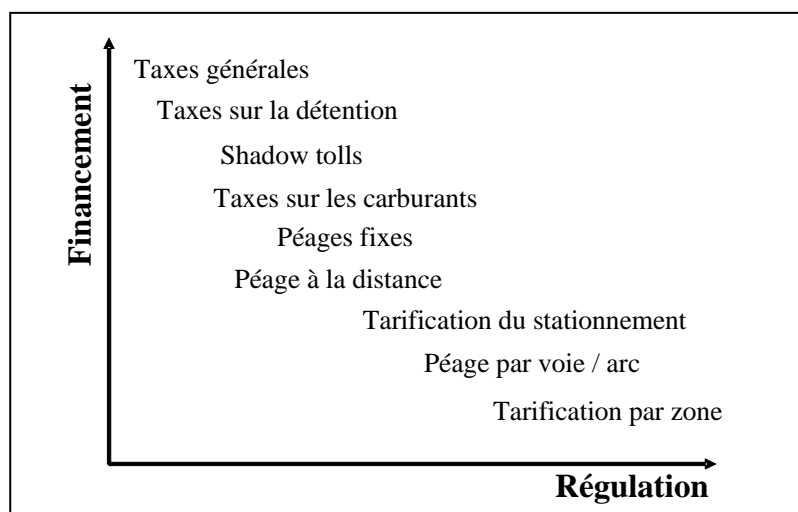 Financement
Taxes générales
Taxes sur la détention
Shadow tolls
Taxes sur les carburants
Péages fixes
Péage à la distance
Tarification du stationnement
Péage par voie / arc
Tarification par zone
Régulation